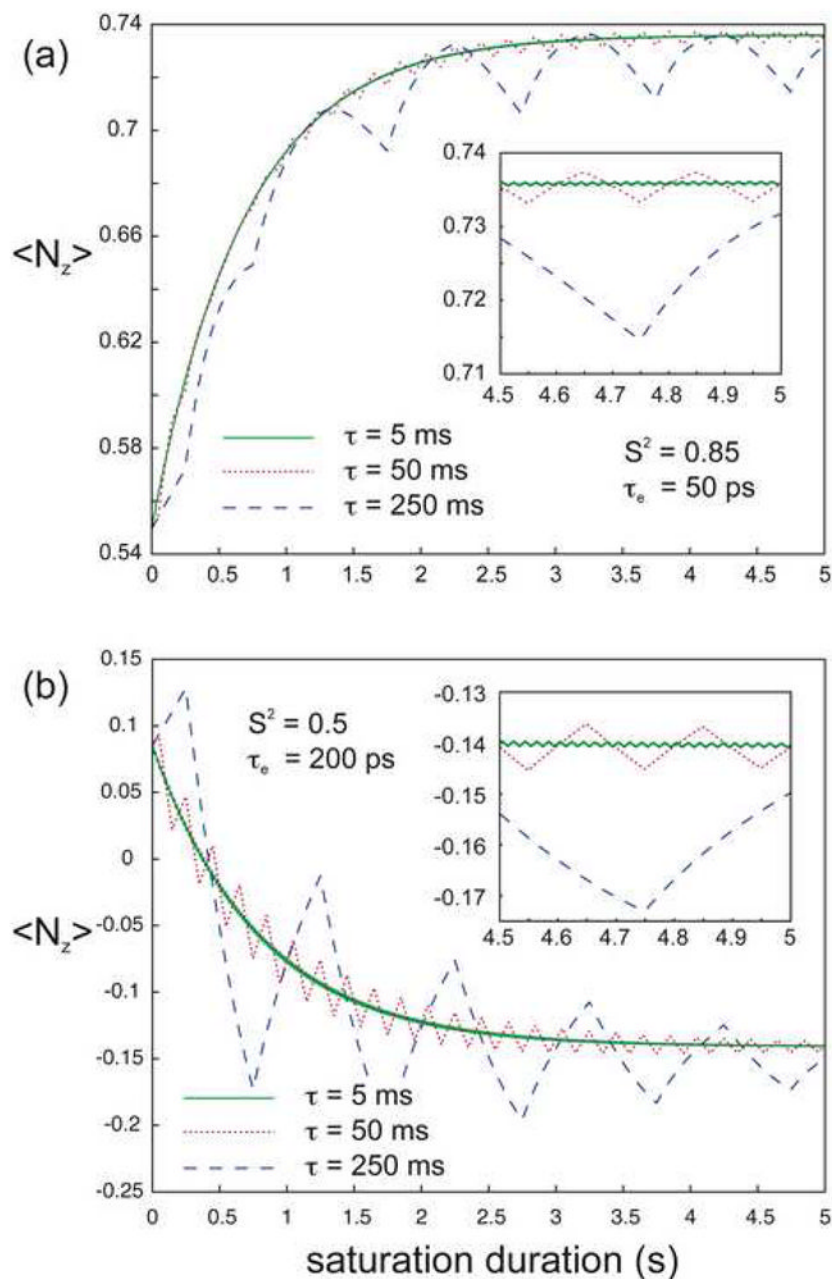 (a)
0.74
0.7
0.66
<N_z>
0.62
0.58
0.54
0 0.5 1 1.5 2 2.5 3 3.5 4 4.5 5
0.74
0.73
0.72
0.71
4.5 4.6 4.7 4.8 4.9 5
τ = 5 ms
τ = 50 ms
τ = 250 ms
S² = 0.85
τ_e = 50 ps
(b)
0.15
0.1
0.05
0
<N_z>
-0.05
-0.1
-0.15
-0.2
-0.25
0 0.5 1 1.5 2 2.5 3 3.5 4 4.5 5
S² = 0.5
τ_e = 200 ps
-0.13
-0.14
-0.15
-0.16
-0.17
4.5 4.6 4.7 4.8 4.9 5
τ = 5 ms
τ = 50 ms
τ = 250 ms
saturation duration (s)